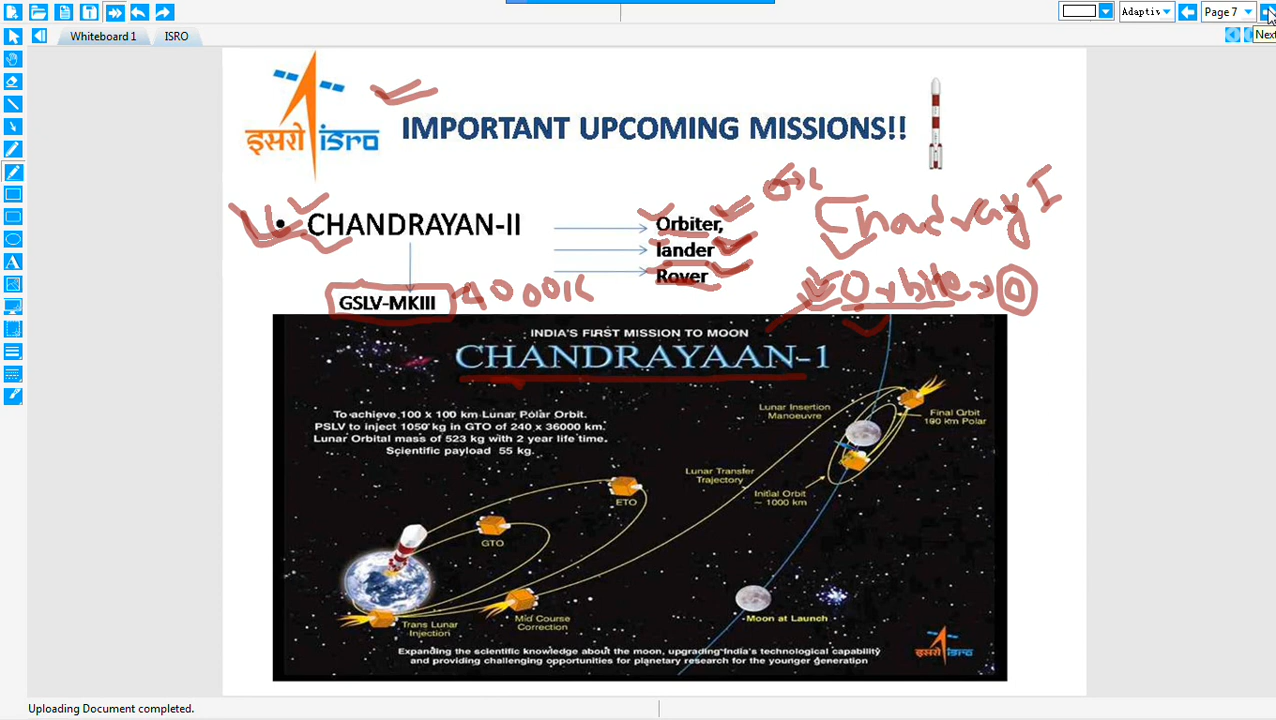 Adaptiv
Page 7
Next
Whiteboard 1
ISRO
इसरो isro
IMPORTANT UPCOMING MISSIONS!!
• CHANDRAYAN-II
Orbiter,
lander
Rover
Chandray I
GSLV-MKIII
4000K
Orbiter
INDIA'S FIRST MISSION TO MOON
CHANDRAYAAN-1
To achieve 100 x 100 km Lunar Polar Orbit.
PSLV to inject 1050 kg in GTO of 240 x 36000 km.
Lunar Orbital mass of 523 kg with 2 year life time.
Scientific payload 55 kg.
Lunar Insertion
Manoeuvre
Final Orbit
100 km Polar
Lunar Transfer
Trajectory
Initial Orbit
~ 1000 km
ETO
GTO
Trans Lunar
Injection
Mid Course
Correction
Moon at Launch
Expanding the scientific knowledge about the moon, upgrading India's technological capability
and providing challenging opportunities for planetary research for the younger generation
इसरो isro
Uploading Document completed.